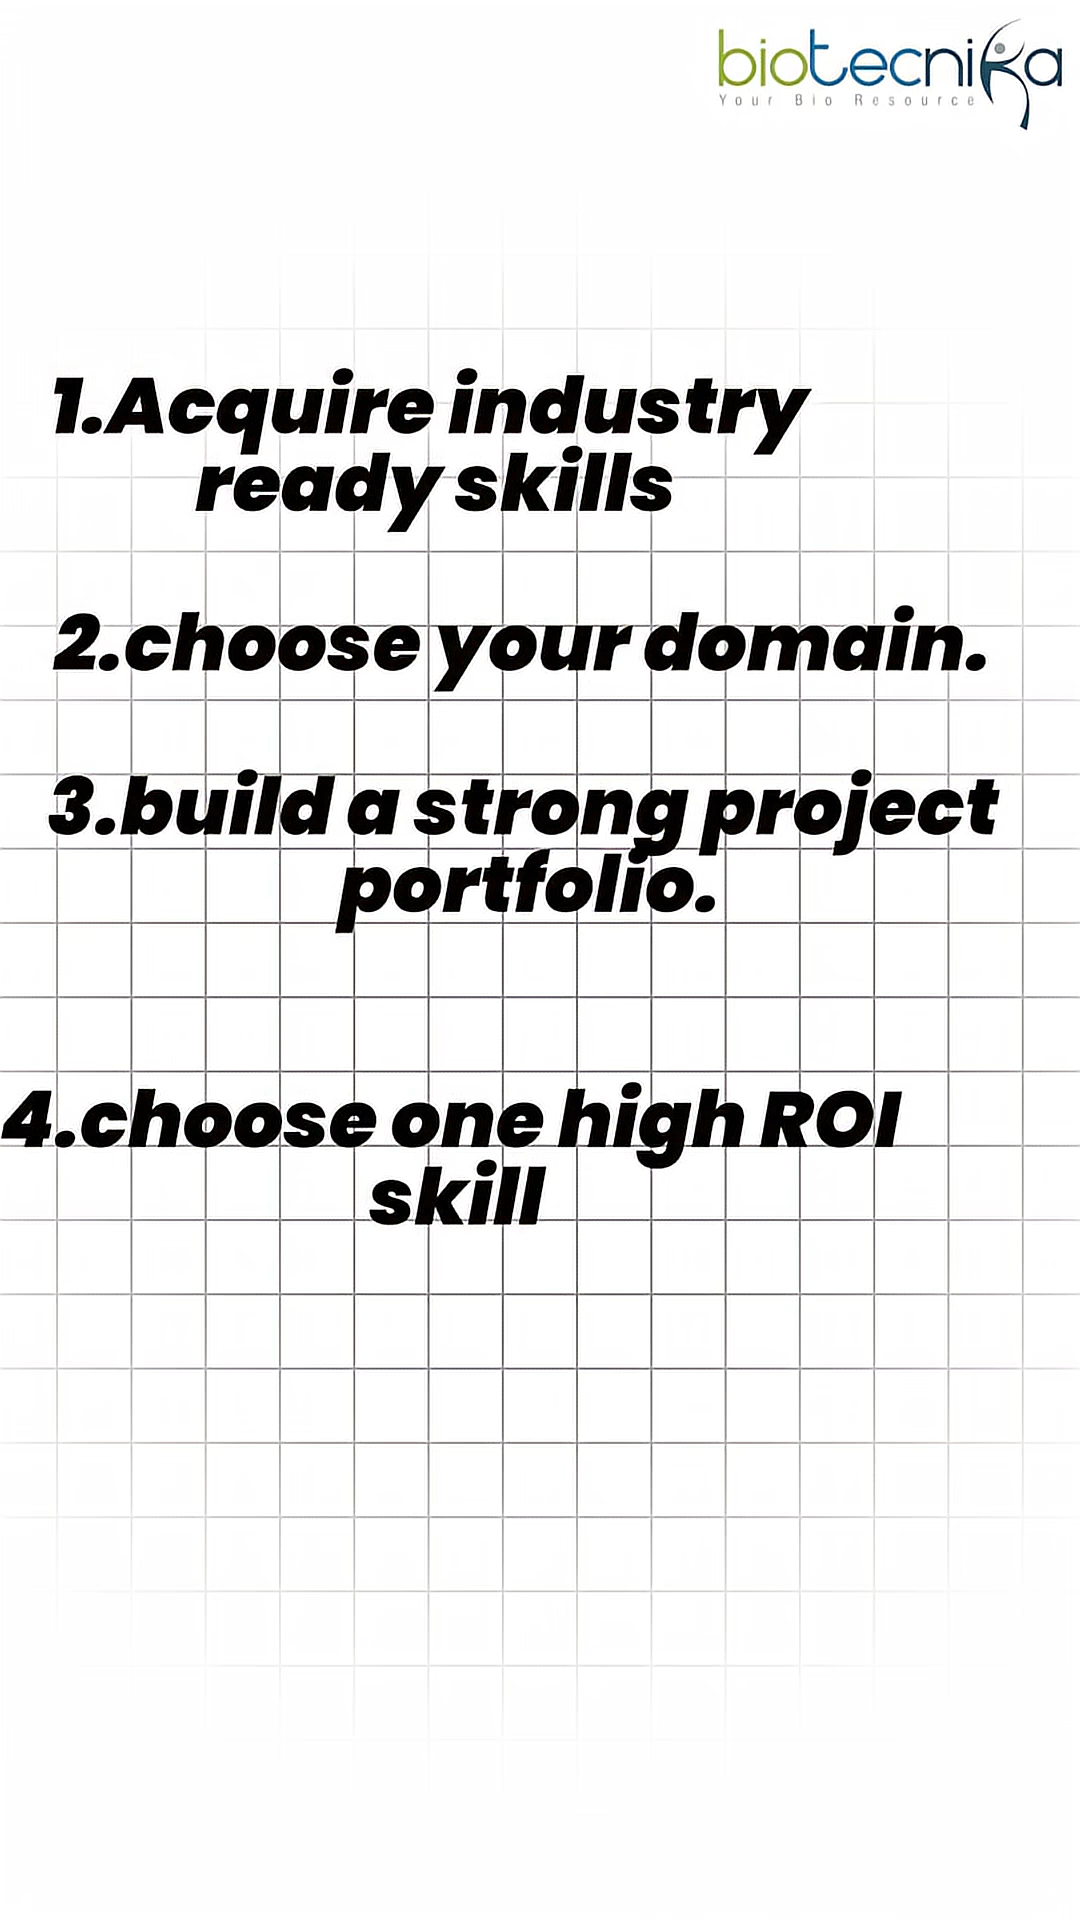 biotecnika
Your Bio Resource
1.Acquire industry
ready skills
2.choose your domain.
3.build a strong project
portfolio.
4.choose one high ROI
skill